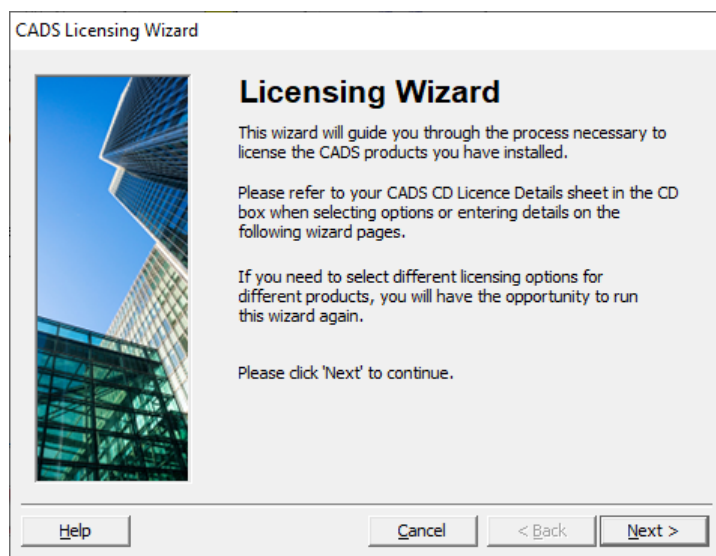 CADS Licensing Wizard
Licensing Wizard
This wizard will guide you through the process necessary to
license the CADS products you have installed.
Please refer to your CADS CD Licence Details sheet in the CD
box when selecting options or entering details on the
following wizard pages.
If you need to select different licensing options for
different products, you will have the opportunity to run
this wizard again.
Please click 'Next' to continue.
Help
Cancel
< Back
Next >